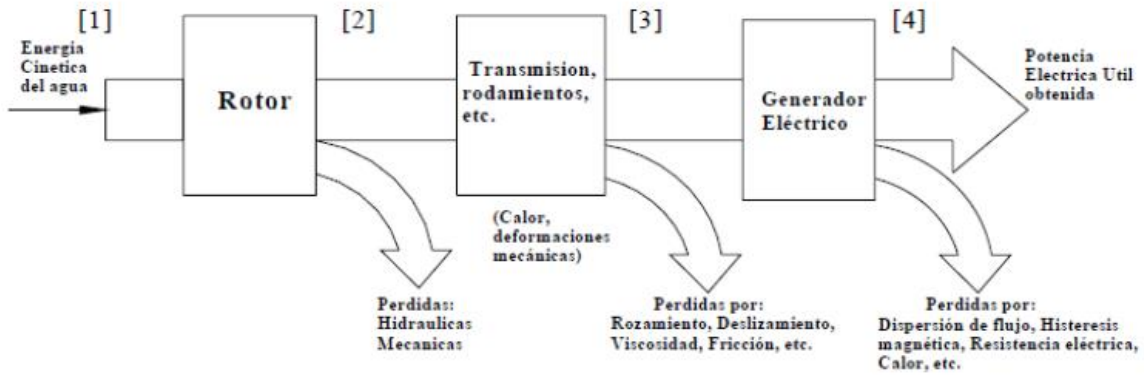 [1]
[2]
[3]
[4]
Energia
Cinetica
del agua
Rotor
Transmision,
rodamientos,
etc.
Generador
Eléctrico
Potencia
Electrica Util
obtenida
(Calor,
deformaciones
mecánicas)
Perdidas:
Hidraulicas
Mecanicas
Perdidas por:
Rozamiento, Deslizamiento,
Viscosidad, Fricción, etc.
Perdidas por:
Dispersión de flujo, Histeresis
magnética, Resistencia eléctrica,
Calor, etc.